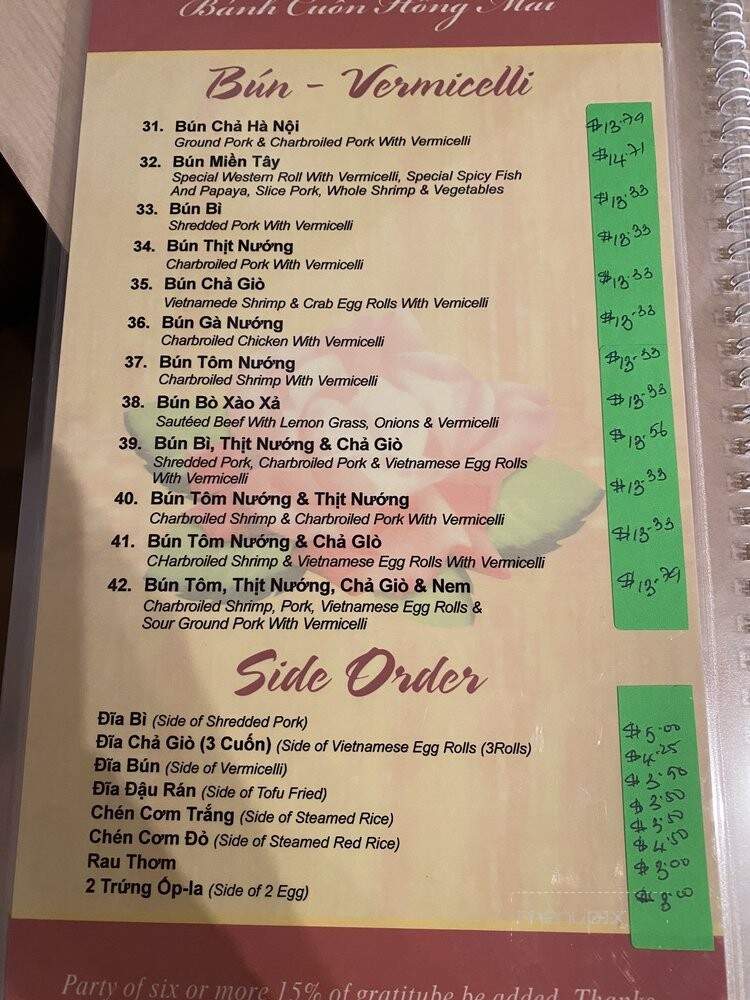 Bánh Cuốn Hồng Mai
Bún - Vermicelli
31. Bún Chả Hà Nội $13.79
Ground Pork & Charbroiled Pork With Vermicelli
32. Bún Miền Tây $14.71
Special Western Roll With Vermicelli, Special Spicy Fish
And Papaya, Slice Pork, Whole Shrimp & Vegetables
33. Bún Bì $13.33
Shredded Pork With Vermicelli
34. Bún Thịt Nướng $13.33
Charbroiled Pork With Vermicelli
35. Bún Chả Giò $13.33
Vietnamede Shrimp & Crab Egg Rolls With Vemicelli
36. Bún Gà Nướng $13.33
Charbroiled Chicken With Vermicelli
37. Bún Tôm Nướng $13.33
Charbroiled Shrimp With Vermicelli
38. Bún Bò Xào Xả $13.33
Sautéed Beef With Lemon Grass, Onions & Vermicelli
39. Bún Bì, Thịt Nướng & Chả Giò $13.56
Shredded Pork, Charbroiled Pork & Vietnamese Egg Rolls
With Vermicelli
40. Bún Tôm Nướng & Thịt Nướng $13.33
Charbroiled Shrimp & Charbroiled Pork With Vermicelli
41. Bún Tôm Nướng & Chả GIò $13.33
CHarbroiled Shrimp & Vietnamese Egg Rolls With Vermicelli
42. Bún Tôm, Thịt Nướng, Chả Giò & Nem $13.79
Charbroiled Shrimp, Pork, Vietnamese Egg Rolls &
Sour Ground Pork With Vermicelli
Side Order
Đĩa Bì (Side of Shredded Pork) $5.00
Đĩa Chả Giò (3 Cuốn) (Side of Vietnamese Egg Rolls (3Rolls) $4.25
Đĩa Bún (Side of Vermicelli) $3.50
Đĩa Đậu Rán (Side of Tofu Fried) $3.50
Chén Cơm Trắng (Side of Steamed Rice) $3.50
Chén Cơm Đỏ (Side of Steamed Red Rice) $4.50
Rau Thơm $3.00
2 Trứng Ốp-la (Side of 2 Egg) $3.00
Party of six or more 15% of gratitube be added. Thanks